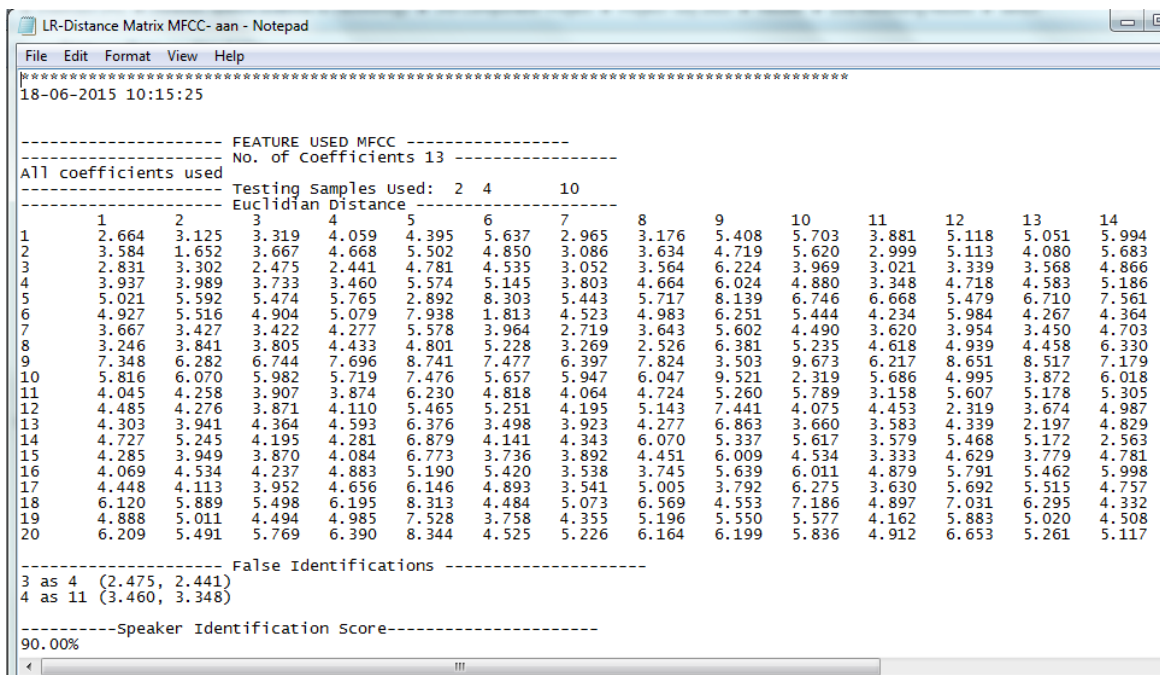 LR-Distance Matrix MFCC- aan - Notepad
File Edit Format View Help
****************************************************************************************
18-06-2015 10:15:25
--------------------- FEATURE USED MFCC -----------------
--------------------- No. of Coefficients 13 -----------------
All coefficients used
--------------------- Testing Samples Used: 2 4 10
--------------------- Euclidian Distance ---------------------
1 2 3 4 5 6 7 8 9 10 11 12 13 14
1 2.664 3.125 3.319 4.059 4.395 5.637 2.965 3.176 5.408 5.703 3.881 5.118 5.051 5.994
2 3.584 1.652 3.667 4.668 5.502 4.850 3.086 3.634 4.719 5.620 2.999 5.113 4.080 5.683
3 2.831 3.302 2.475 2.441 4.781 4.535 3.052 3.564 6.224 3.969 3.021 3.339 3.568 4.866
4 3.937 3.989 3.733 3.460 5.574 5.145 3.803 4.664 6.024 4.880 3.348 4.718 4.583 5.186
5 5.021 5.592 5.474 5.765 2.892 8.303 5.443 5.717 8.139 6.746 6.668 5.479 6.710 7.561
6 4.927 5.516 4.904 5.079 7.938 1.813 4.523 4.983 6.251 5.444 4.234 5.984 4.267 4.364
7 3.667 3.427 3.422 4.277 5.578 3.964 2.719 3.643 5.602 4.490 3.620 3.954 3.450 4.703
8 3.246 3.841 3.805 4.433 4.801 5.228 3.269 2.526 6.381 5.235 4.618 4.939 4.458 6.330
9 7.348 6.282 6.744 7.696 8.741 7.477 6.397 7.824 3.503 9.673 6.217 8.651 8.517 7.179
10 5.816 6.070 5.982 5.719 7.476 5.657 5.947 6.047 9.521 2.319 5.686 4.995 3.872 6.018
11 4.045 4.258 3.907 3.874 6.230 4.818 4.064 4.724 5.260 5.789 3.158 5.607 5.178 5.305
12 4.485 4.276 3.871 4.110 5.465 5.251 4.195 5.143 7.441 4.075 4.453 2.319 3.674 4.987
13 4.303 3.941 4.364 4.593 6.376 3.498 3.923 4.277 6.863 3.660 3.583 4.339 2.197 4.829
14 4.727 5.245 4.195 4.281 6.879 4.141 4.343 6.070 5.337 5.617 3.579 5.468 5.172 2.563
15 4.285 3.949 3.870 4.084 6.773 3.736 3.892 4.451 6.009 4.534 3.333 4.629 3.779 4.781
16 4.069 4.534 4.237 4.883 5.190 5.420 3.538 3.745 5.639 6.011 4.879 5.791 5.462 5.998
17 4.448 4.113 3.952 4.656 6.146 4.893 3.541 5.005 3.792 6.275 3.630 5.692 5.515 4.757
18 6.120 5.889 5.498 6.195 8.313 4.484 5.073 6.569 4.553 7.186 4.897 7.031 6.295 4.332
19 4.888 5.011 4.494 4.985 7.528 3.758 4.355 5.196 5.550 5.577 4.162 5.883 5.020 4.508
20 6.209 5.491 5.769 6.390 8.344 4.525 5.226 6.164 6.199 5.836 4.912 6.653 5.261 5.117
--------------------- False Identifications ---------------------
3 as 4 (2.475, 2.441)
4 as 11 (3.460, 3.348)
----------Speaker Identification Score----------------------
90.00%